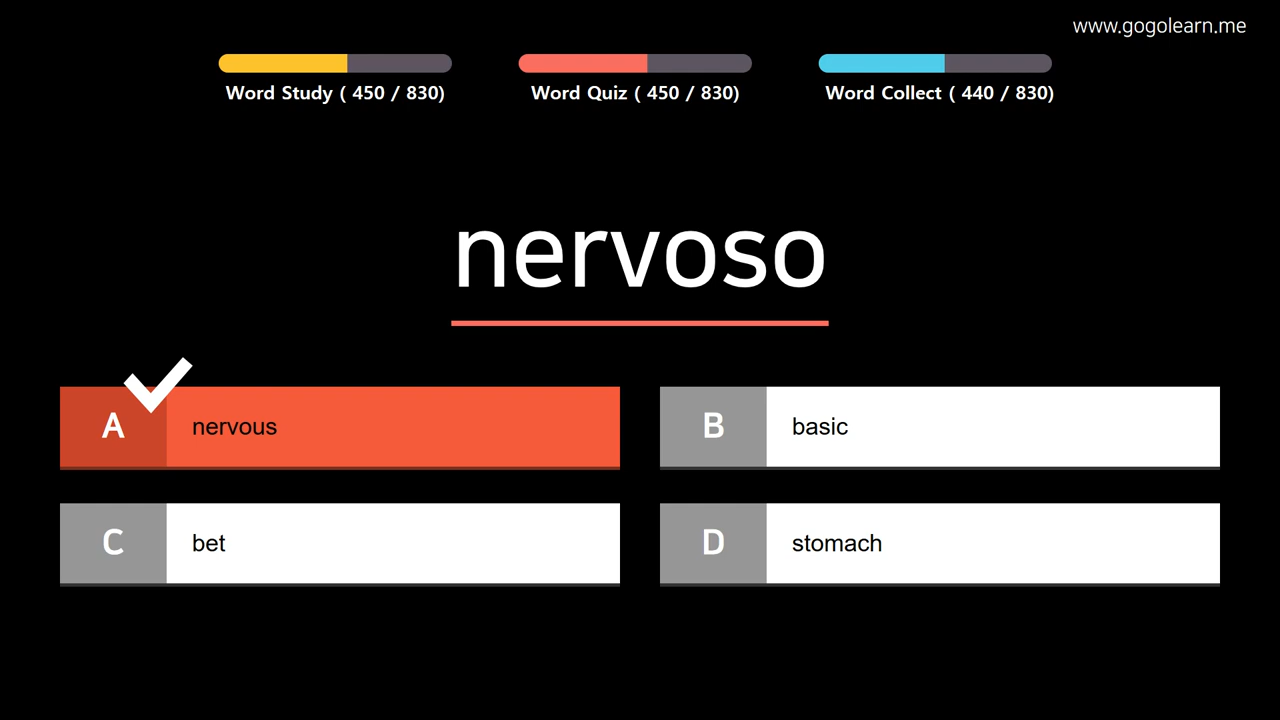 www.gogolearn.me
Word Study ( 450 / 830)
Word Quiz ( 450 / 830)
Word Collect ( 440 / 830)
nervoso
A nervous
B basic
C bet
D stomach